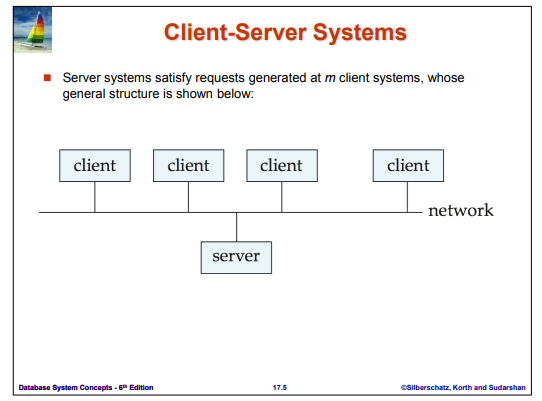 Client-Server Systems
Server systems satisfy requests generated at m client systems, whose
general structure is shown below:
client client client client
network
server
Database System Concepts - 6th Edition 17.5 ©Silberschatz, Korth and Sudarshan